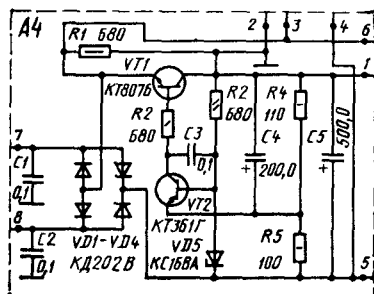 A4
R1 680
2
3
4
6
VT1
1
КТ807Б
R2
680
R2
680
R4
110
C3
0,1
C4
200,0
C5
500,0
7
C1
0,1
8
C2
0,1
VT2
КТ361Г
VD1-VD4
КД202В
VD5
КС168А
R5
100
5
+
+